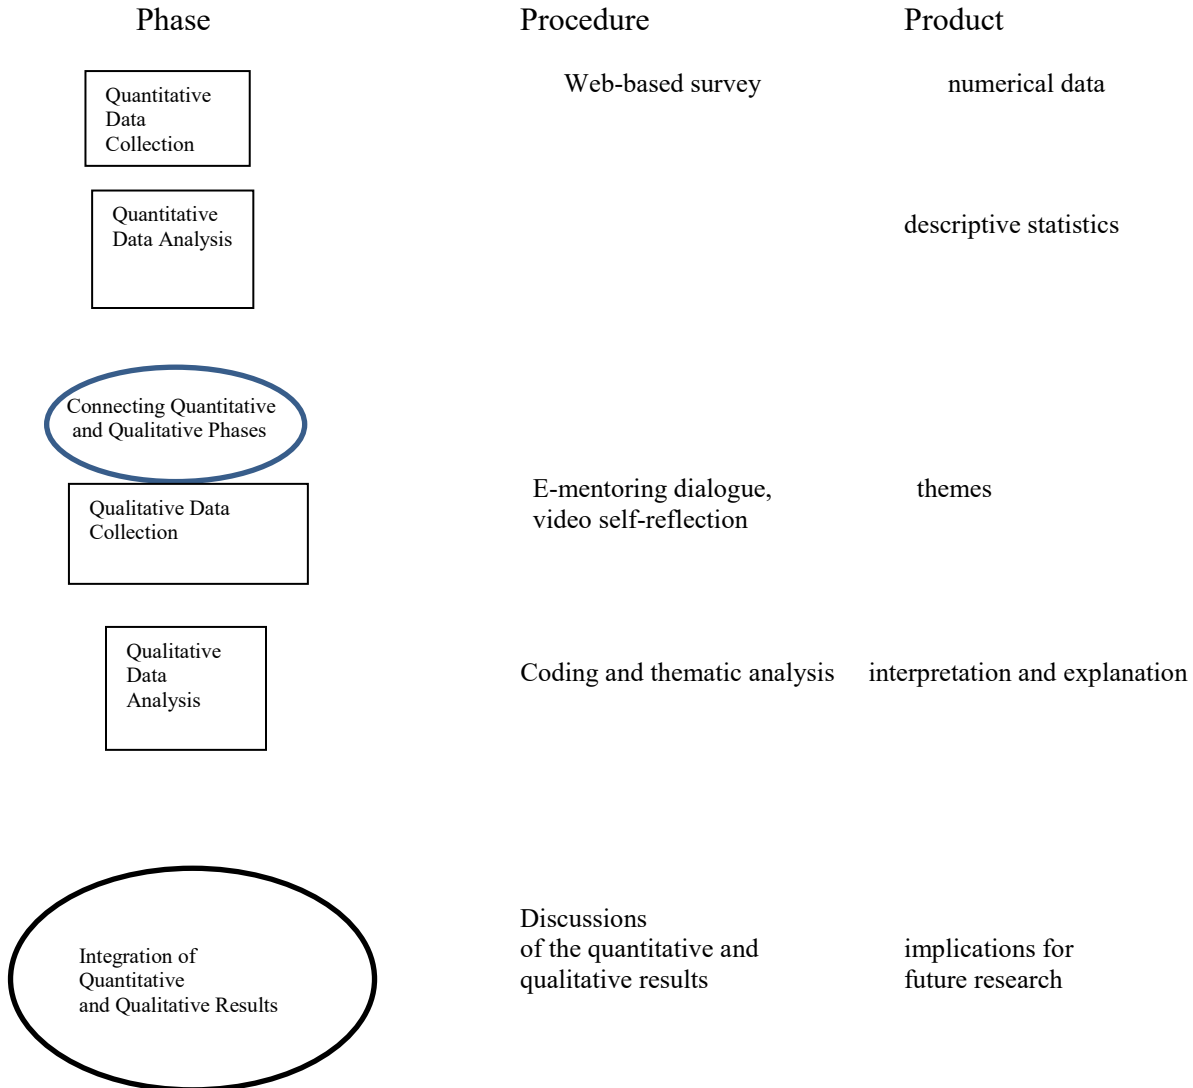 Phase Procedure Product
Quantitative
Data
Collection
Web-based survey
numerical data
Quantitative
Data Analysis
descriptive statistics
Connecting Quantitative
and Qualitative Phases
Qualitative Data
Collection
E-mentoring dialogue,
video self-reflection
themes
Qualitative
Data
Analysis
Coding and thematic analysis
interpretation and explanation
Integration of
Quantitative
and Qualitative Results
Discussions
of the quantitative and
qualitative results
implications for
future research